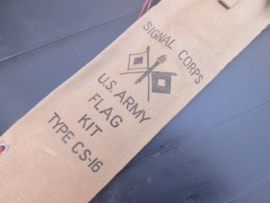 SIGNAL CORPS
U.S. ARMY
FLAG
KIT
TYPE CS-16